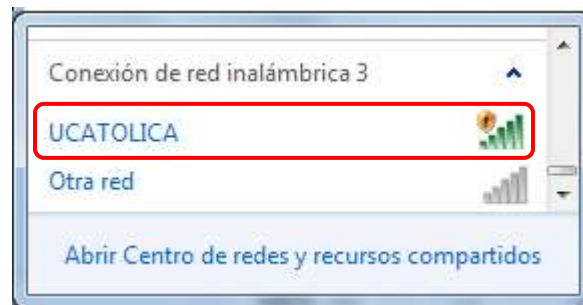 Conexión de red inalámbrica 3
UCATOLICA
Otra red
Abrir Centro de redes y recursos compartidos